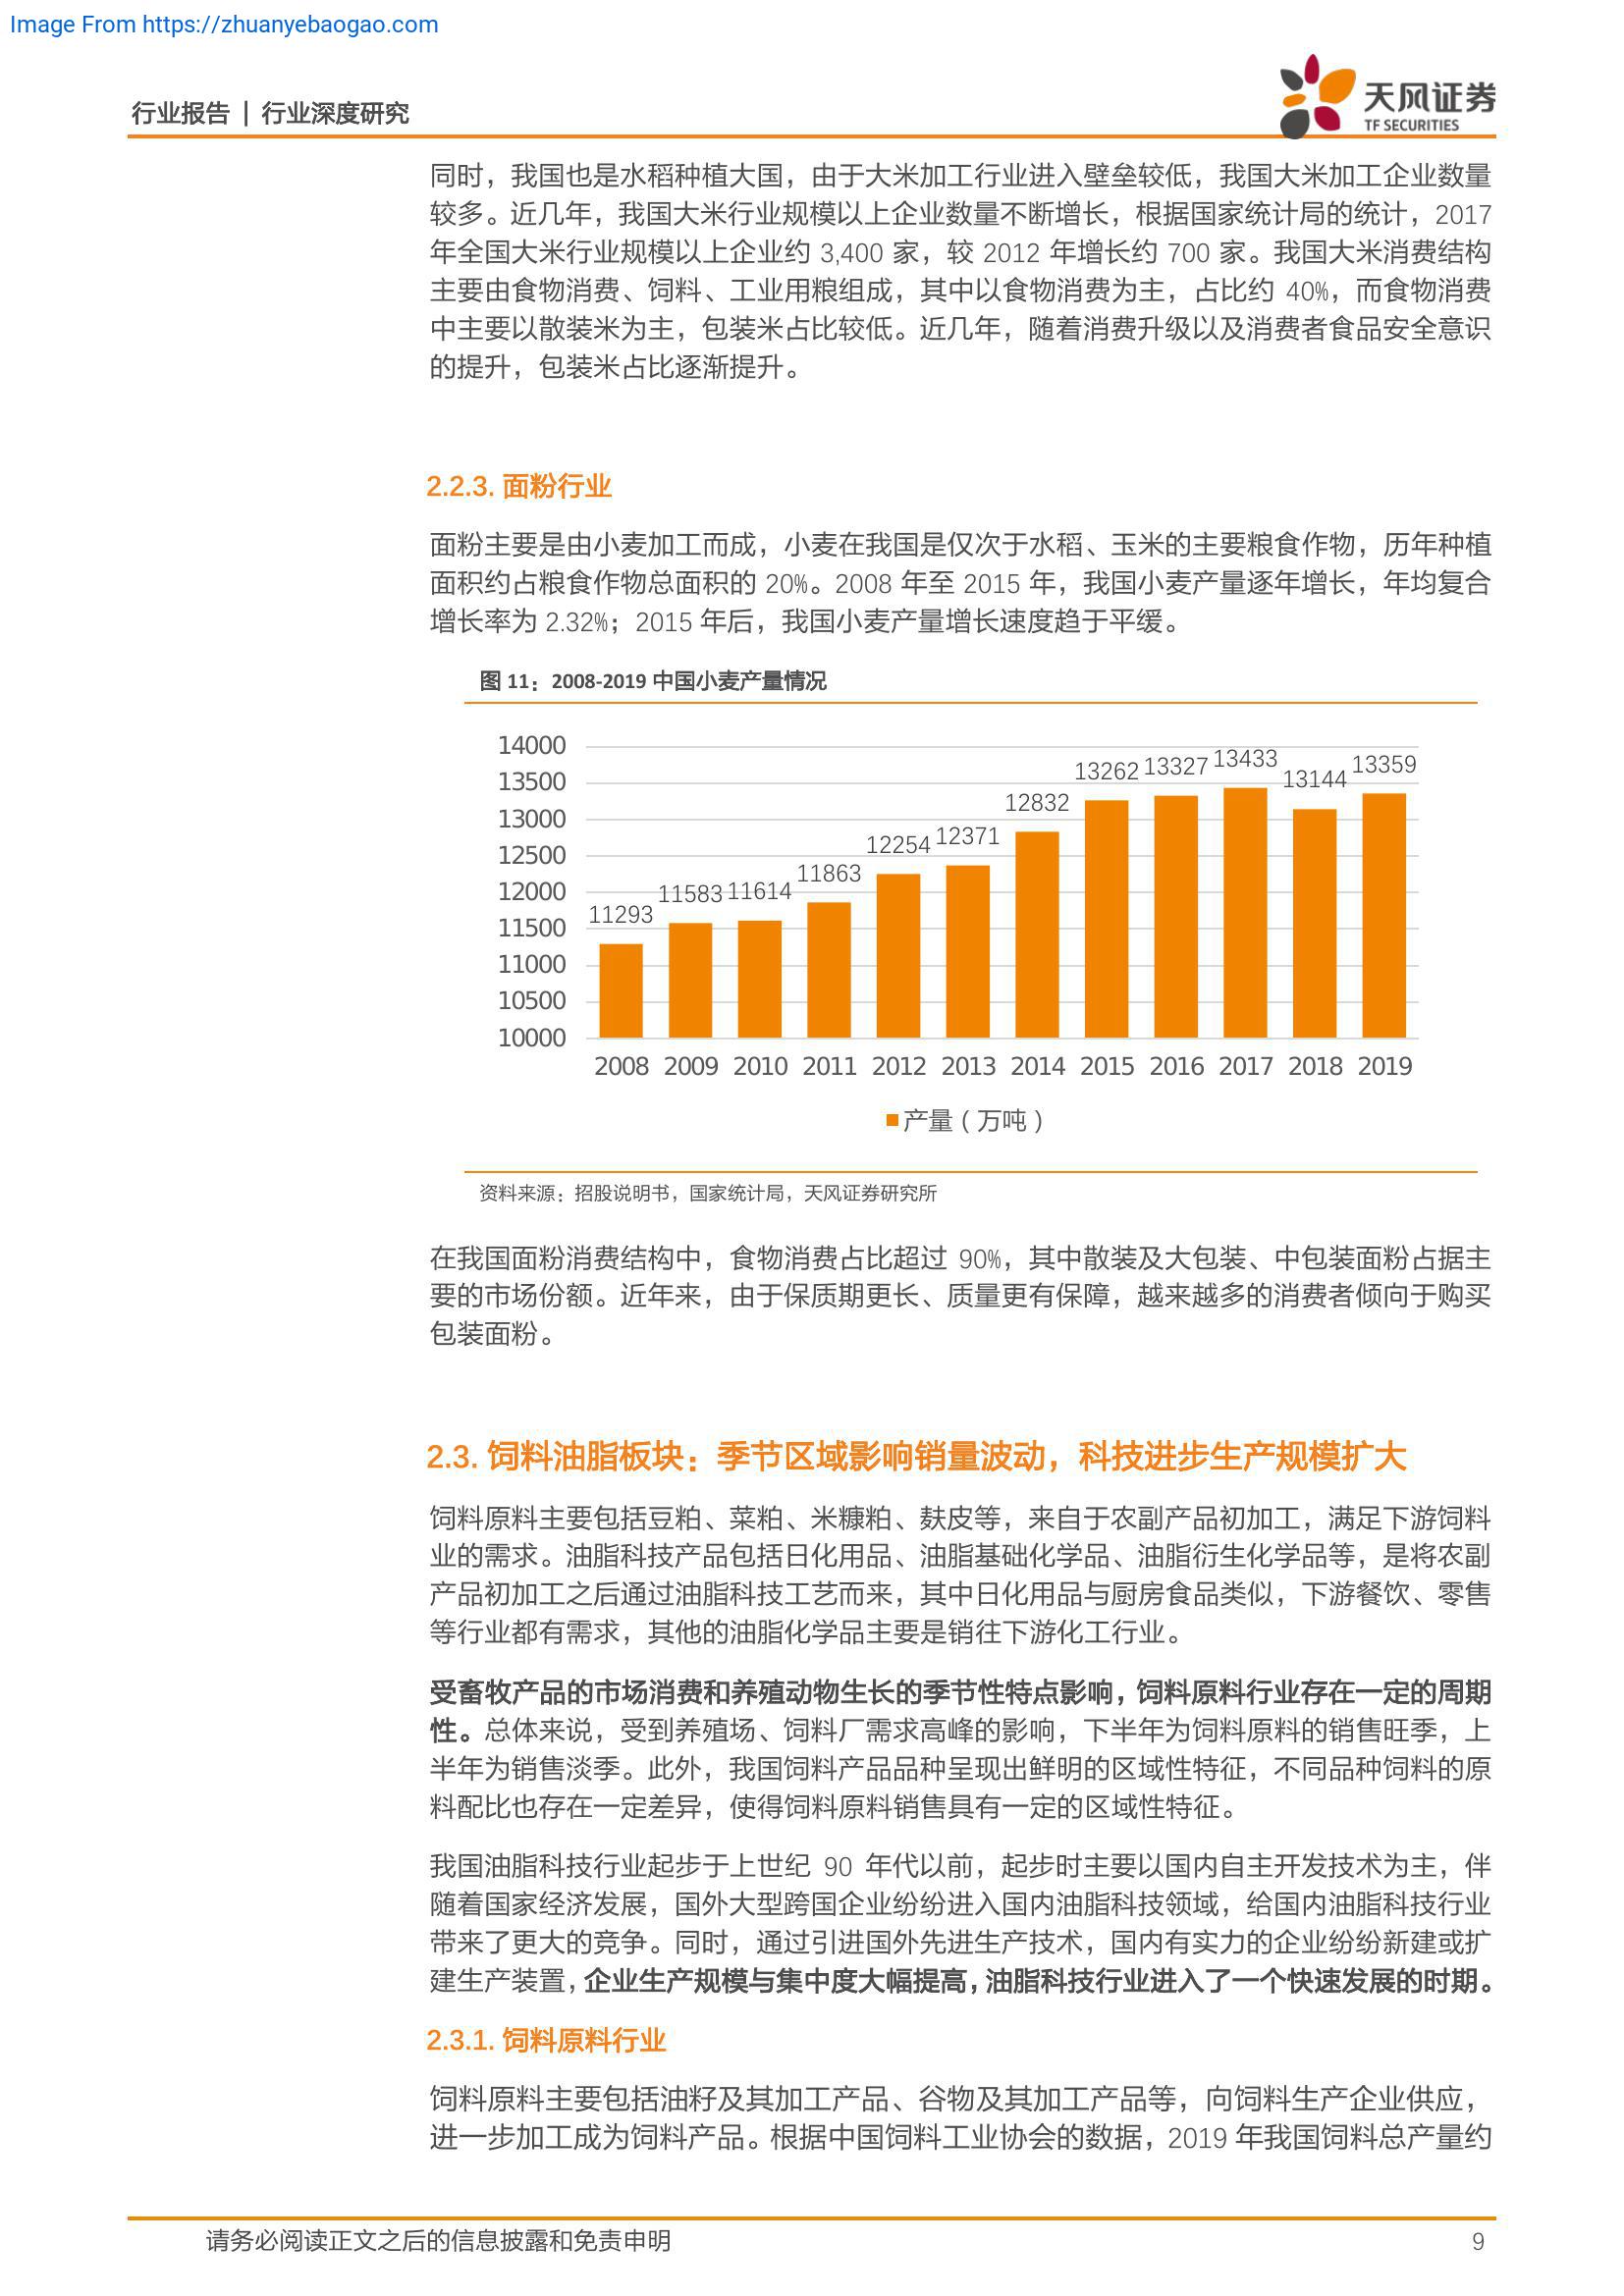 Image From https://zhuanyebaogao.com
行业报告 | 行业深度研究
天风证券
TF SECURITIES
同时，我国也是水稻种植大国，由于大米加工行业进入壁垒较低，我国大米加工企业数量
较多。近几年，我国大米行业规模以上企业数量不断增长，根据国家统计局的统计，2017
年全国大米行业规模以上企业约 3,400 家，较 2012 年增长约 700 家。我国大米消费结构
主要由食物消费、饲料、工业用粮组成，其中以食物消费为主，占比约 40%，而食物消费
中主要以散装米为主，包装米占比较低。近几年，随着消费升级以及消费者食品安全意识
的提升，包装米占比逐渐提升。
2.2.3. 面粉行业
面粉主要是由小麦加工而成，小麦在我国是仅次于水稻、玉米的主要粮食作物，历年种植
面积约占粮食作物总面积的 20%。2008 年至 2015 年，我国小麦产量逐年增长，年均复合
增长率为 2.32%；2015 年后，我国小麦产量增长速度趋于平缓。
图 11：2008-2019 中国小麦产量情况
14000
13500
13000
12500
12000
11500
11000
10500
10000
11293 11583 11614 11863 12254 12371 12832 13262 13327 13433 13144 13359
2008 2009 2010 2011 2012 2013 2014 2015 2016 2017 2018 2019
产量（万吨）
资料来源：招股说明书，国家统计局，天风证券研究所
在我国面粉消费结构中，食物消费占比超过 90%，其中散装及大包装、中包装面粉占据主
要的市场份额。近年来，由于保质期更长、质量更有保障，越来越多的消费者倾向于购买
包装面粉。
2.3. 饲料油脂板块：季节区域影响销量波动，科技进步生产规模扩大
饲料原料主要包括豆粕、菜粕、米糠粕、麸皮等，来自于农副产品初加工，满足下游饲料
业的需求。油脂科技产品包括日化用品、油脂基础化学品、油脂衍生化学品等，是将农副
产品初加工之后通过油脂科技工艺而来，其中日化用品与厨房食品类似，下游餐饮、零售
等行业都有需求，其他的油脂化学品主要是销往下游化工行业。
受畜牧产品的市场消费和养殖动物生长的季节性特点影响，饲料原料行业存在一定的周期
性。总体来说，受到养殖场、饲料厂需求高峰的影响，下半年为饲料原料的销售旺季，上
半年为销售淡季。此外，我国饲料产品品种呈现出鲜明的区域性特征，不同品种饲料的原
料配比也存在一定差异，使得饲料原料销售具有一定的区域性特征。
我国油脂科技行业起步于上世纪 90 年代以前，起步时主要以国内自主开发技术为主，伴
随着国家经济发展，国外大型跨国企业纷纷进入国内油脂科技领域，给国内油脂科技行业
带来了更大的竞争。同时，通过引进国外先进生产技术，国内有实力的企业纷纷新建或扩
建生产装置，企业生产规模与集中度大幅提高，油脂科技行业进入了一个快速发展的时期。
2.3.1. 饲料原料行业
饲料原料主要包括油籽及其加工产品、谷物及其加工产品等，向饲料生产企业供应，
进一步加工成为饲料产品。根据中国饲料工业协会的数据，2019 年我国饲料总产量约
请务必阅读正文之后的信息披露和免责申明
9